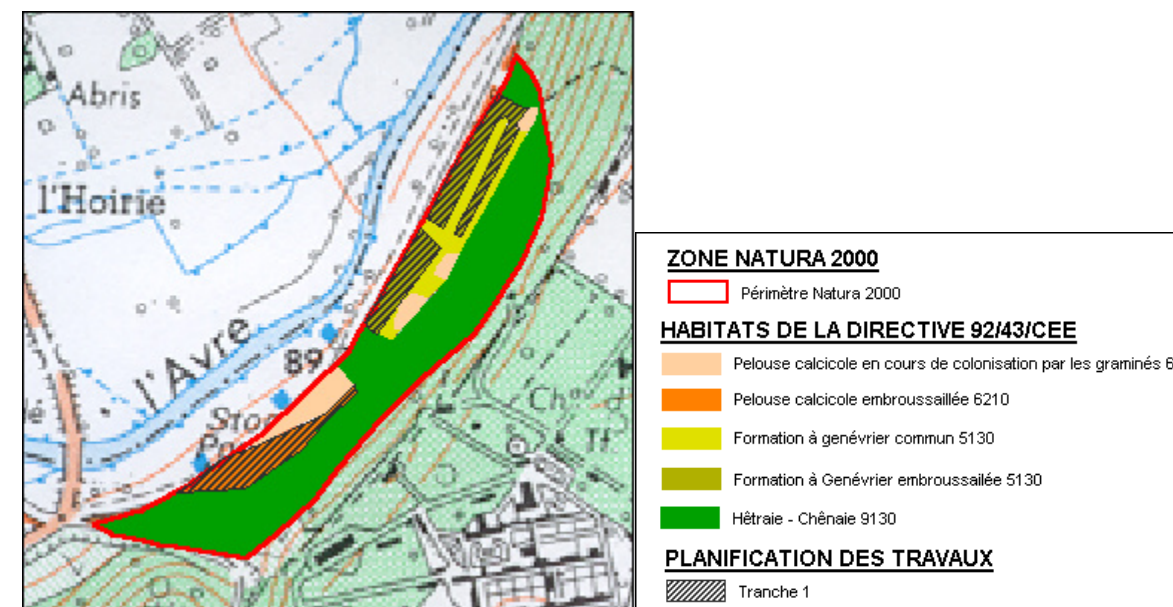 Abris
l'Hoirie
l'Avre
89
Ch
ZONE NATURA 2000
Périmètre Natura 2000
HABITATS DE LA DIRECTIVE 92/43/CEE
Pelouse calcicole en cours de colonisation par les graminés 6
Pelouse calcicole embroussaillée 6210
Formation à genévrier commun 5130
Formation à Genévrier embroussailée 5130
Hêtraie - Chênaie 9130
PLANIFICATION DES TRAVAUX
Tranche 1